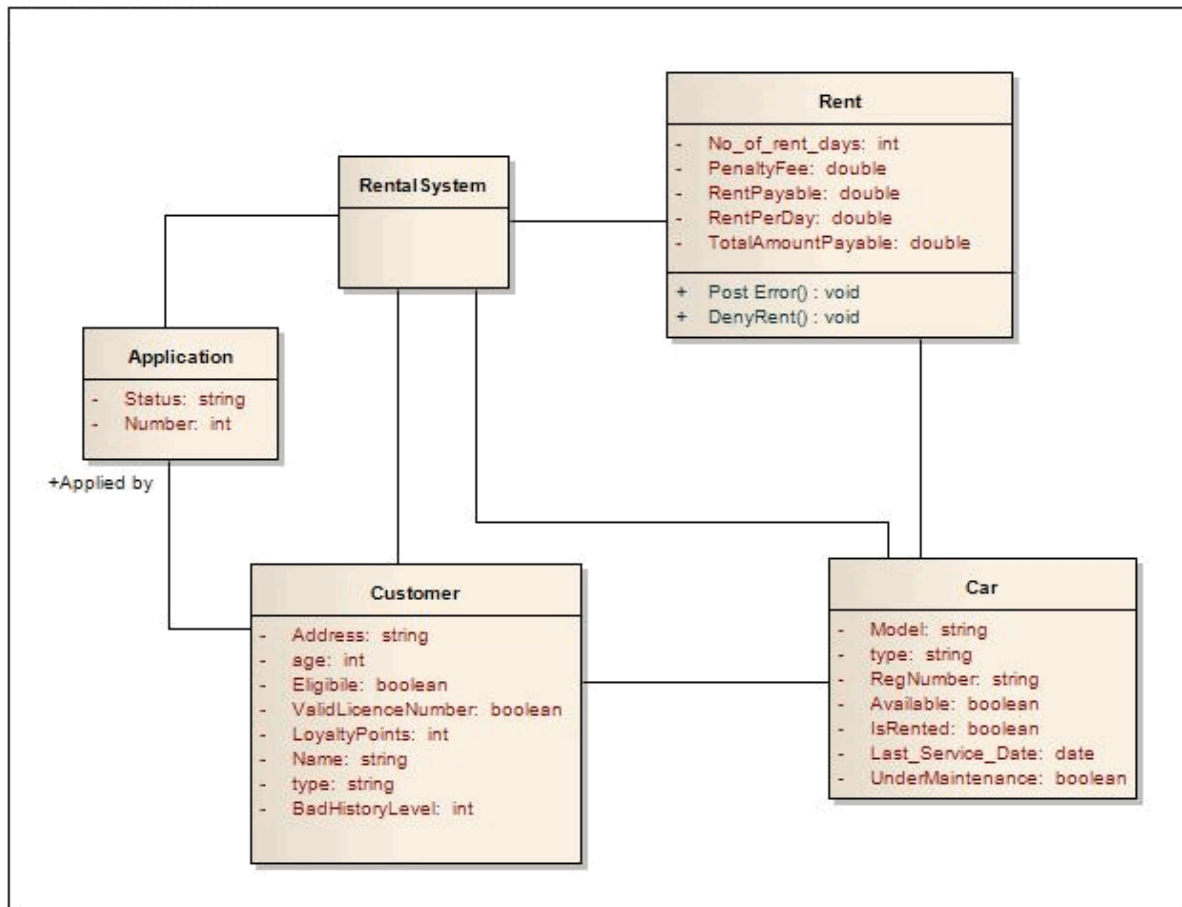 Rent
- No_of_rent_days: int
- PenaltyFee: double
- RentPayable: double
- RentPerDay: double
- TotalAmountPayable: double
+ Post Error() : void
+ DenyRent() : void
RentalSystem
Application
- Status: string
- Number: int
+Applied by
Customer
- Address: string
- age: int
- Eligibile: boolean
- ValidLicenceNumber: boolean
- LoyaltyPoints: int
- Name: string
- type: string
- BadHistoryLevel: int
Car
- Model: string
- type: string
- RegNumber: string
- Available: boolean
- IsRented: boolean
- Last_Service_Date: date
- UnderMaintenance: boolean